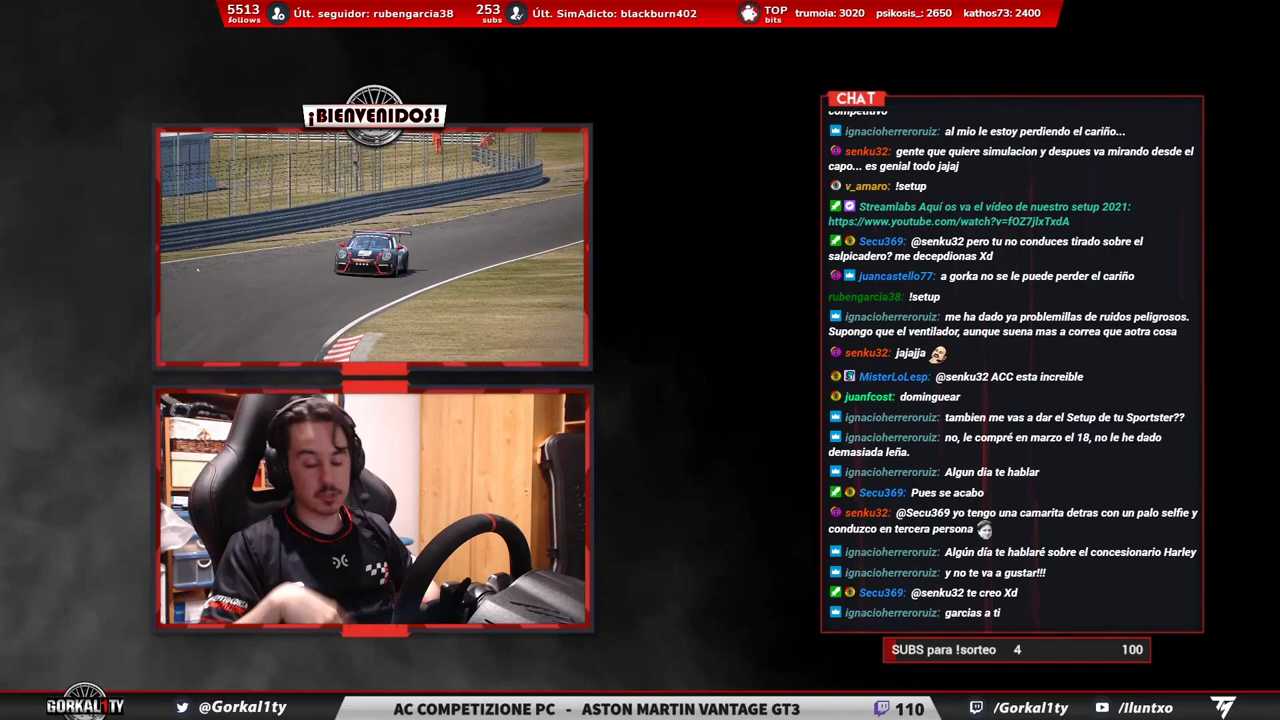 5513
Follows
Últ. seguidor: rubengarcia38
253
subs
Últ. SimAdicto: blackburn402
TOP
bits
trumoia: 3020
psikosis_: 2650
kathos73: 2400
¡BIENVENIDOS!
CHAT
competitivo
ignacioherreroruiz: al mio le estoy perdiendo el cariño...
senku32: gente que quiere simulacion y despues va mirando desde el
capo... es genial todo jajaj
v_amaro: !setup
Streamlabs Aquí os va el vídeo de nuestro setup 2021:
https://www.youtube.com/watch?v=fOZ7jlxTxdA
Secu369: @senku32 pero tu no conduces tirado sobre el
salpicadero? me decepdionas Xd
juancastello77: a gorka no se le puede perder el cariño
rubengarcia38: !setup
ignacioherreroruiz: me ha dado ya problemillas de ruidos peligrosos.
Supongo que el ventilador, aunque suena mas a correa que aotra cosa
senku32: jajajja
MisterLoLesp: @senku32 ACC esta increible
juanfcost: dominguear
ignacioherreroruiz: tambien me vas a dar el Setup de tu Sportster??
ignacioherreroruiz: no, le compré en marzo el 18, no le he dado
demasiada leña.
ignacioherreroruiz: Algun dia te hablar
Secu369: Pues se acabo
senku32: @Secu369 yo tengo una camarita detras con un palo selfie y
conduzco en tercera persona
ignacioherreroruiz: Algún día te hablaré sobre el concesionario Harley
ignacioherreroruiz: y no te va a gustar!!!
Secu369: @senku32 te creo Xd
ignacioherreroruiz: garcias a ti
SUBS para !sorteo 4 100
GORKAL1TY
@Gorkal1ty
AC COMPETIZIONE PC - ASTON MARTIN VANTAGE GT3
110
/Gorkal1ty
/lluntxo